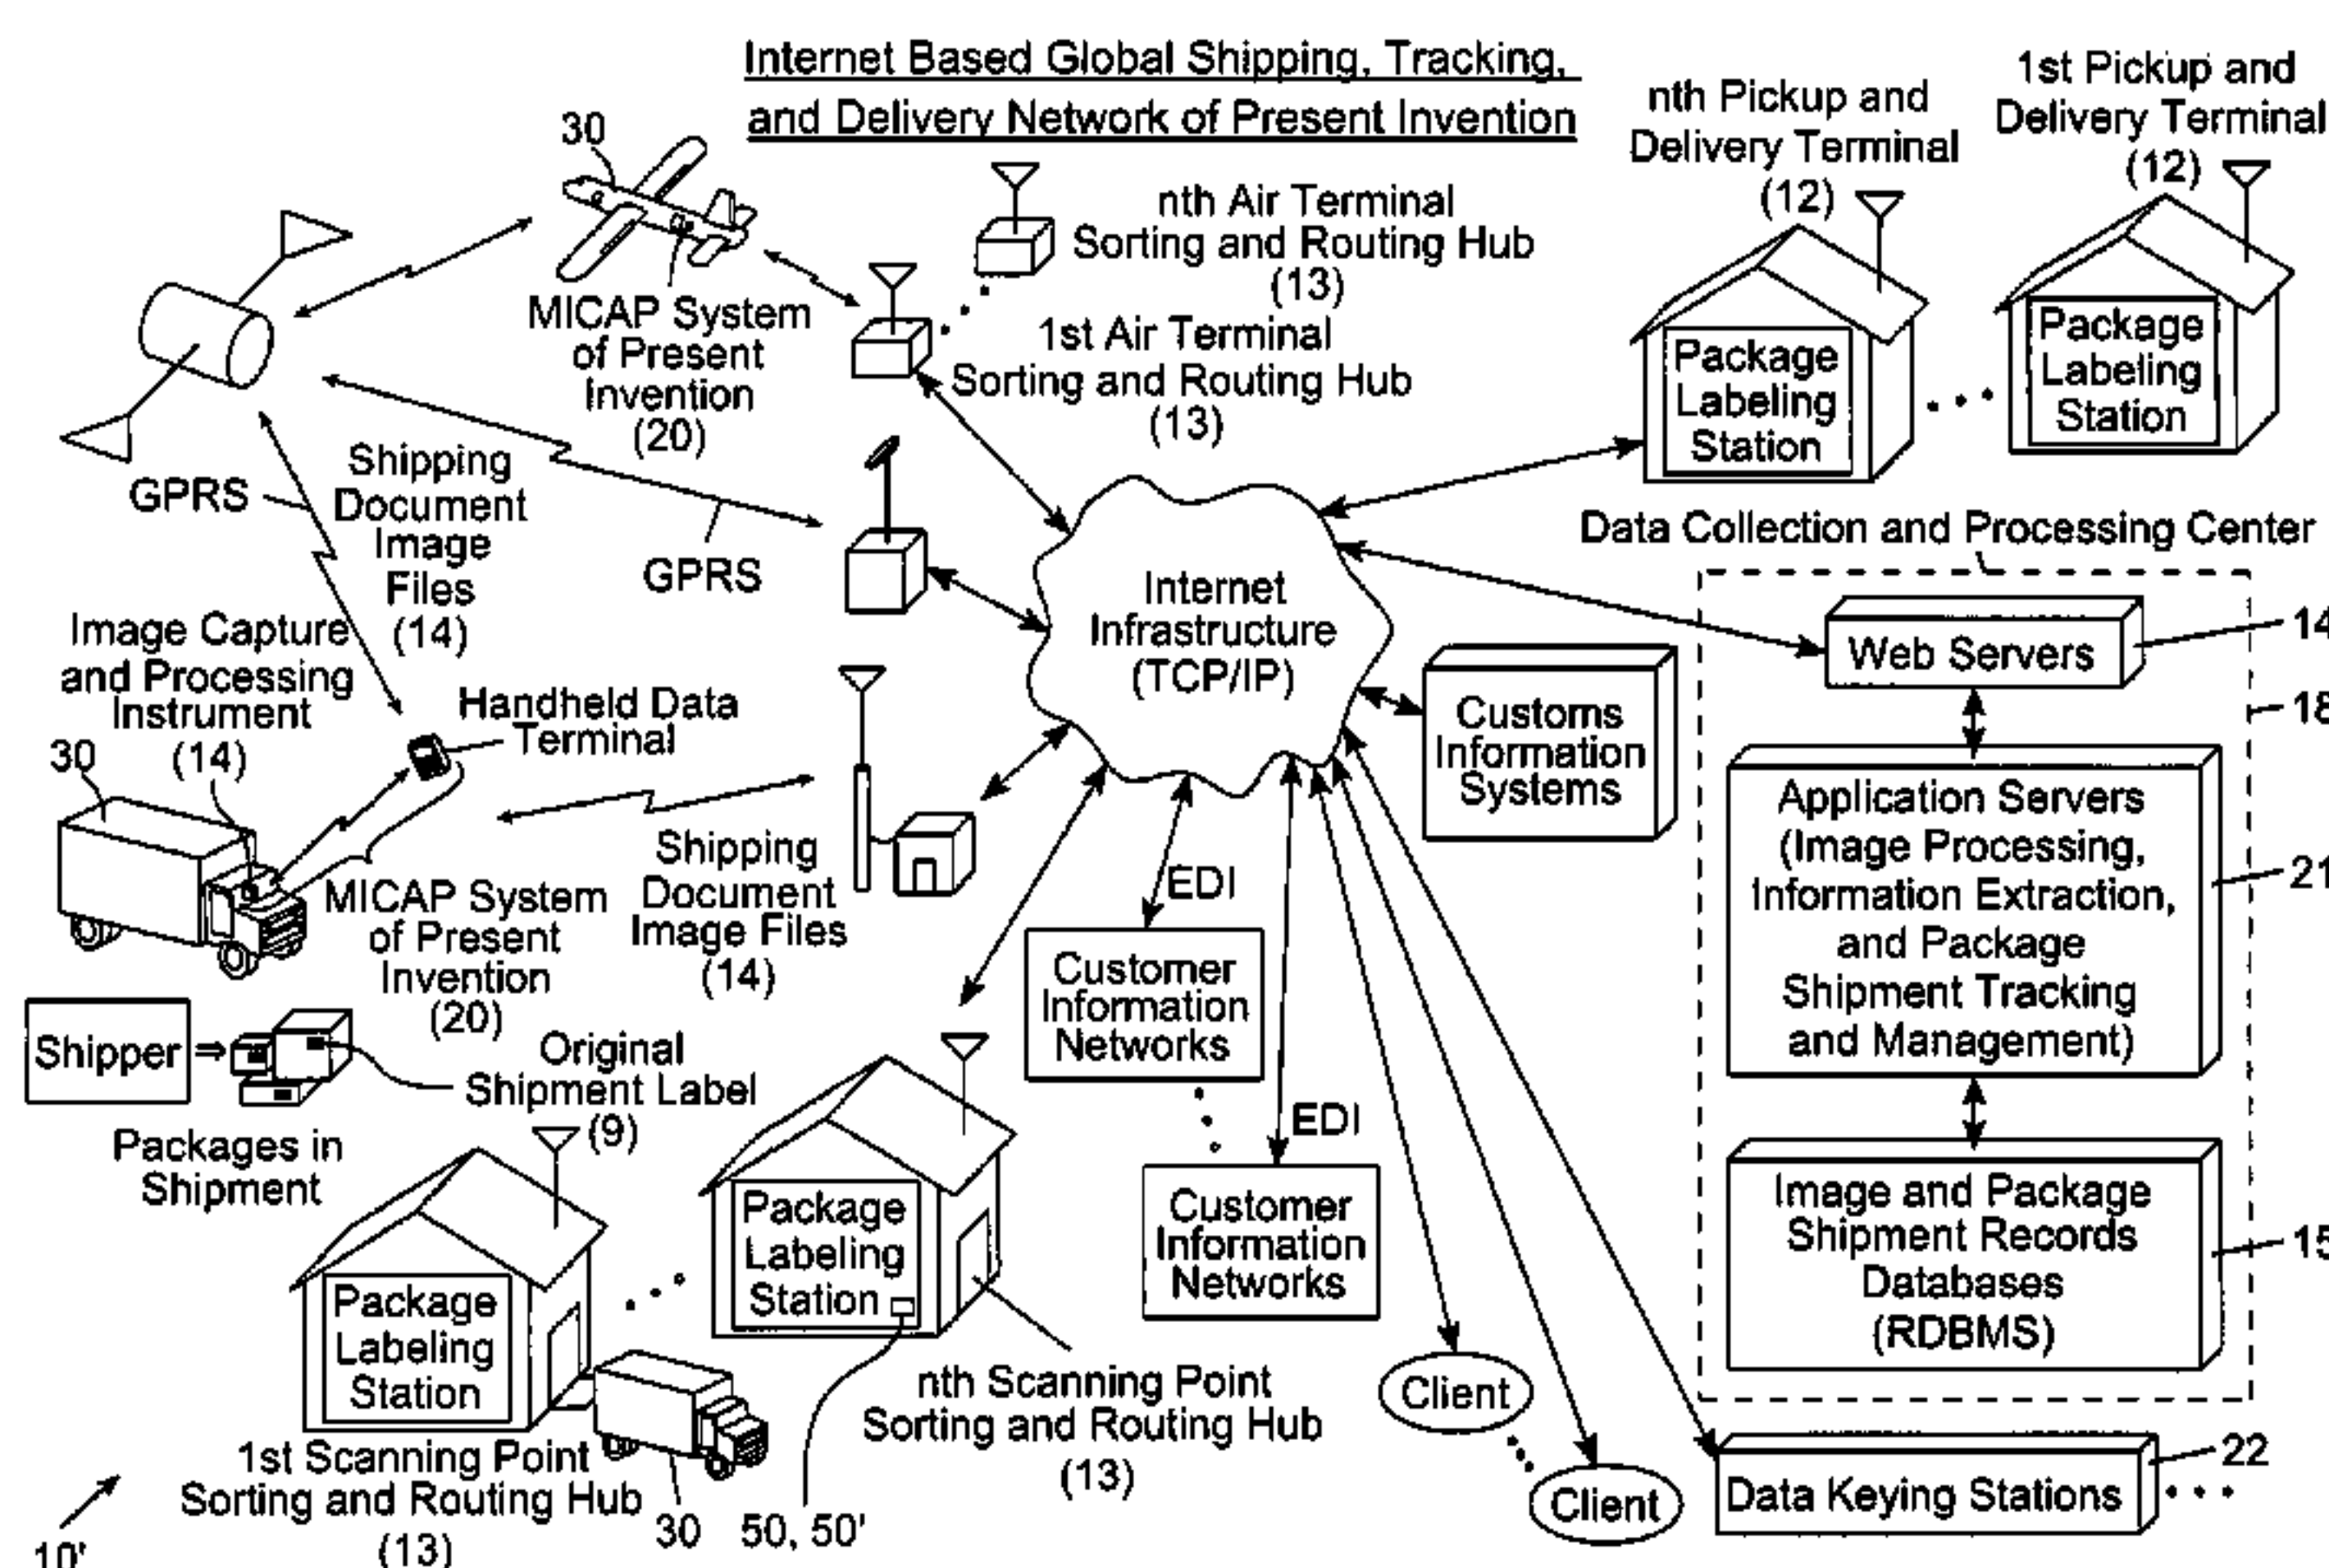 Internet Based Global Shipping, Tracking,
and Delivery Network of Present Invention
30
MICAP System
of Present
Invention
(20)
nth Air Terminal
Sorting and Routing Hub
(13)
1st Air Terminal
Sorting and Routing Hub
(13)
nth Pickup and
Delivery Terminal
(12)
Package
Labeling
Station
1st Pickup and
Delivery Terminal
(12)
Package
Labeling
Station
GPRS
Shipping
Document
Image
Files
(14)
GPRS
Internet
Infrastructure
(TCP/IP)
Image Capture
and Processing
Instrument
(14)
30
Handheld Data
Terminal
MICAP System
of Present
Invention
(20)
Shipping
Document
Image Files
(14)
Customs
Information
Systems
Data Collection and Processing Center
Web Servers
14
18
Application Servers
(Image Processing,
Information Extraction,
and Package
Shipment Tracking
and Management)
21
Image and Package
Shipment Records
Databases
(RDBMS)
15
Data Keying Stations
22
EDI
Customer
Information
Networks
EDI
Customer
Information
Networks
Client
Client
Shipper
Original
Shipment Label
(9)
Packages in
Shipment
Package
Labeling
Station
1st Scanning Point
Sorting and Routing Hub
(13)
30
Package
Labeling
Station
50, 50'
nth Scanning Point
Sorting and Routing Hub
(13)
10'